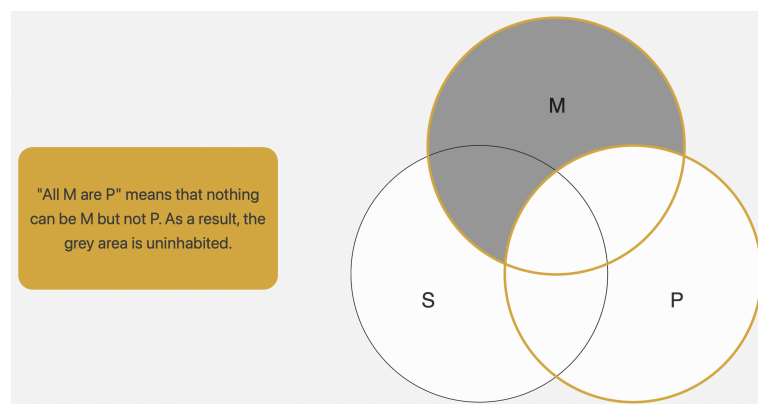 "All M are P" means that nothing
can be M but not P. As a result, the
grey area is uninhabited.
M
S
P